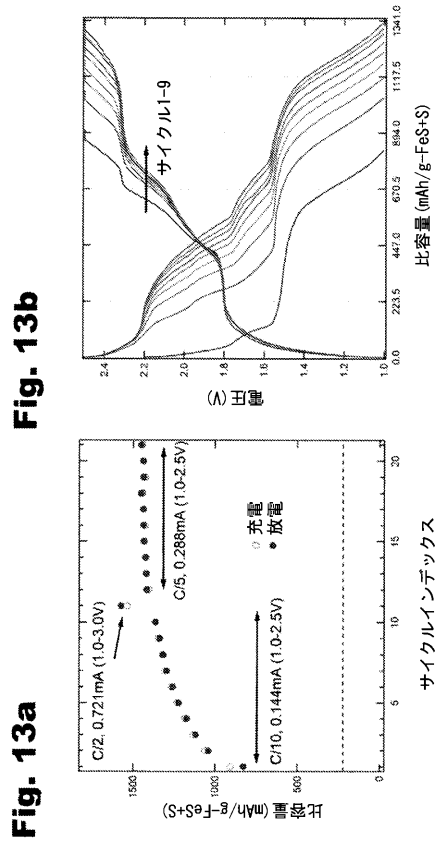 Fig. 13a
比容量 (mAh/g-FeS+S)
1500
1000
500
0
C/2, 0.721mA (1.0-3.0V)
C/5, 0.288mA (1.0-2.5V)
C/10, 0.144mA (1.0-2.5V)
充電
放電
5
10
15
20
サイクルインデックス
Fig. 13b
電圧 (V)
2.4
2.2
2.0
1.8
1.6
1.4
1.2
1.0
サイクル1-9
0.0
223.5
447.0
670.5
894.0
1117.5
1341.0
比容量 (mAh/g-FeS+S)